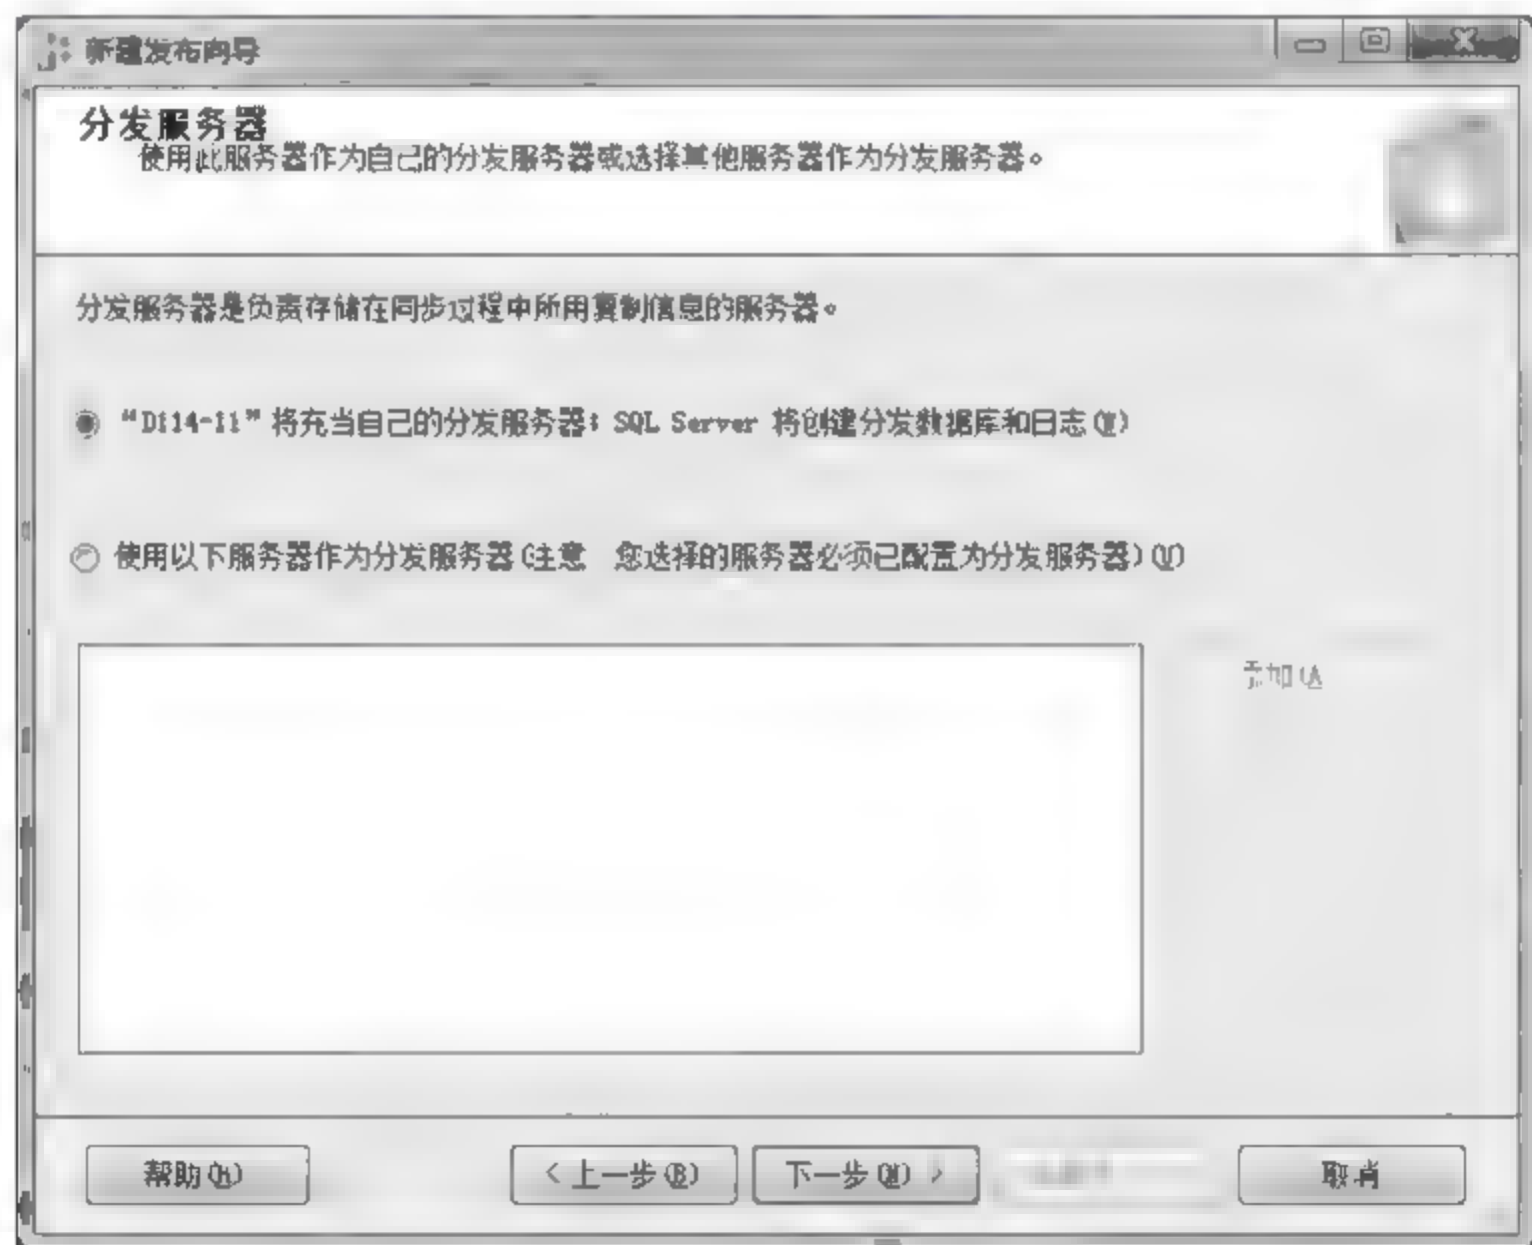 新建发布向导
分发服务器
使用此服务器作为自己的分发服务器或选择其他服务器作为分发服务器。
分发服务器是负责存储在同步过程中所用复制信息的服务器。
将充当自己的分发服务器; SQL Server 将创建分发数据库和日志
使用以下服务器作为分发服务器(注意 您选择的服务器必须已配置为分发服务器)
添加(A
帮助(H)
< 上一步(B)
下一步(N) >
取消